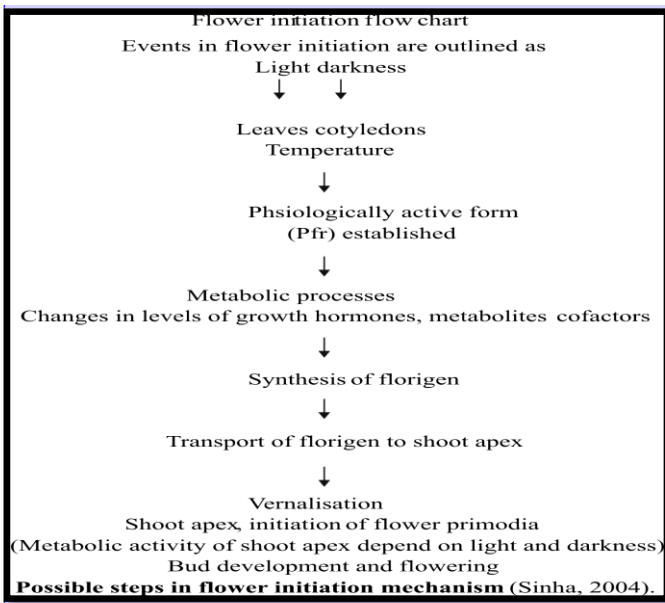 Flower initiation flow chart
Events in flower initiation are outlined as
Light darkness
↓ ↓
Leaves cotyledons
Temperature
↓
Phsiologically active form
(Pfr) established
↓
Metabolic processes
Changes in levels of growth hormones, metabolites cofactors
↓
Synthesis of florigen
↓
Transport of florigen to shoot apex
↓
Vernalisation
Shoot apex, initiation of flower primodia
(Metabolic activity of shoot apex depend on light and darkness)
Bud development and flowering
Possible steps in flower initiation mechanism (Sinha, 2004).